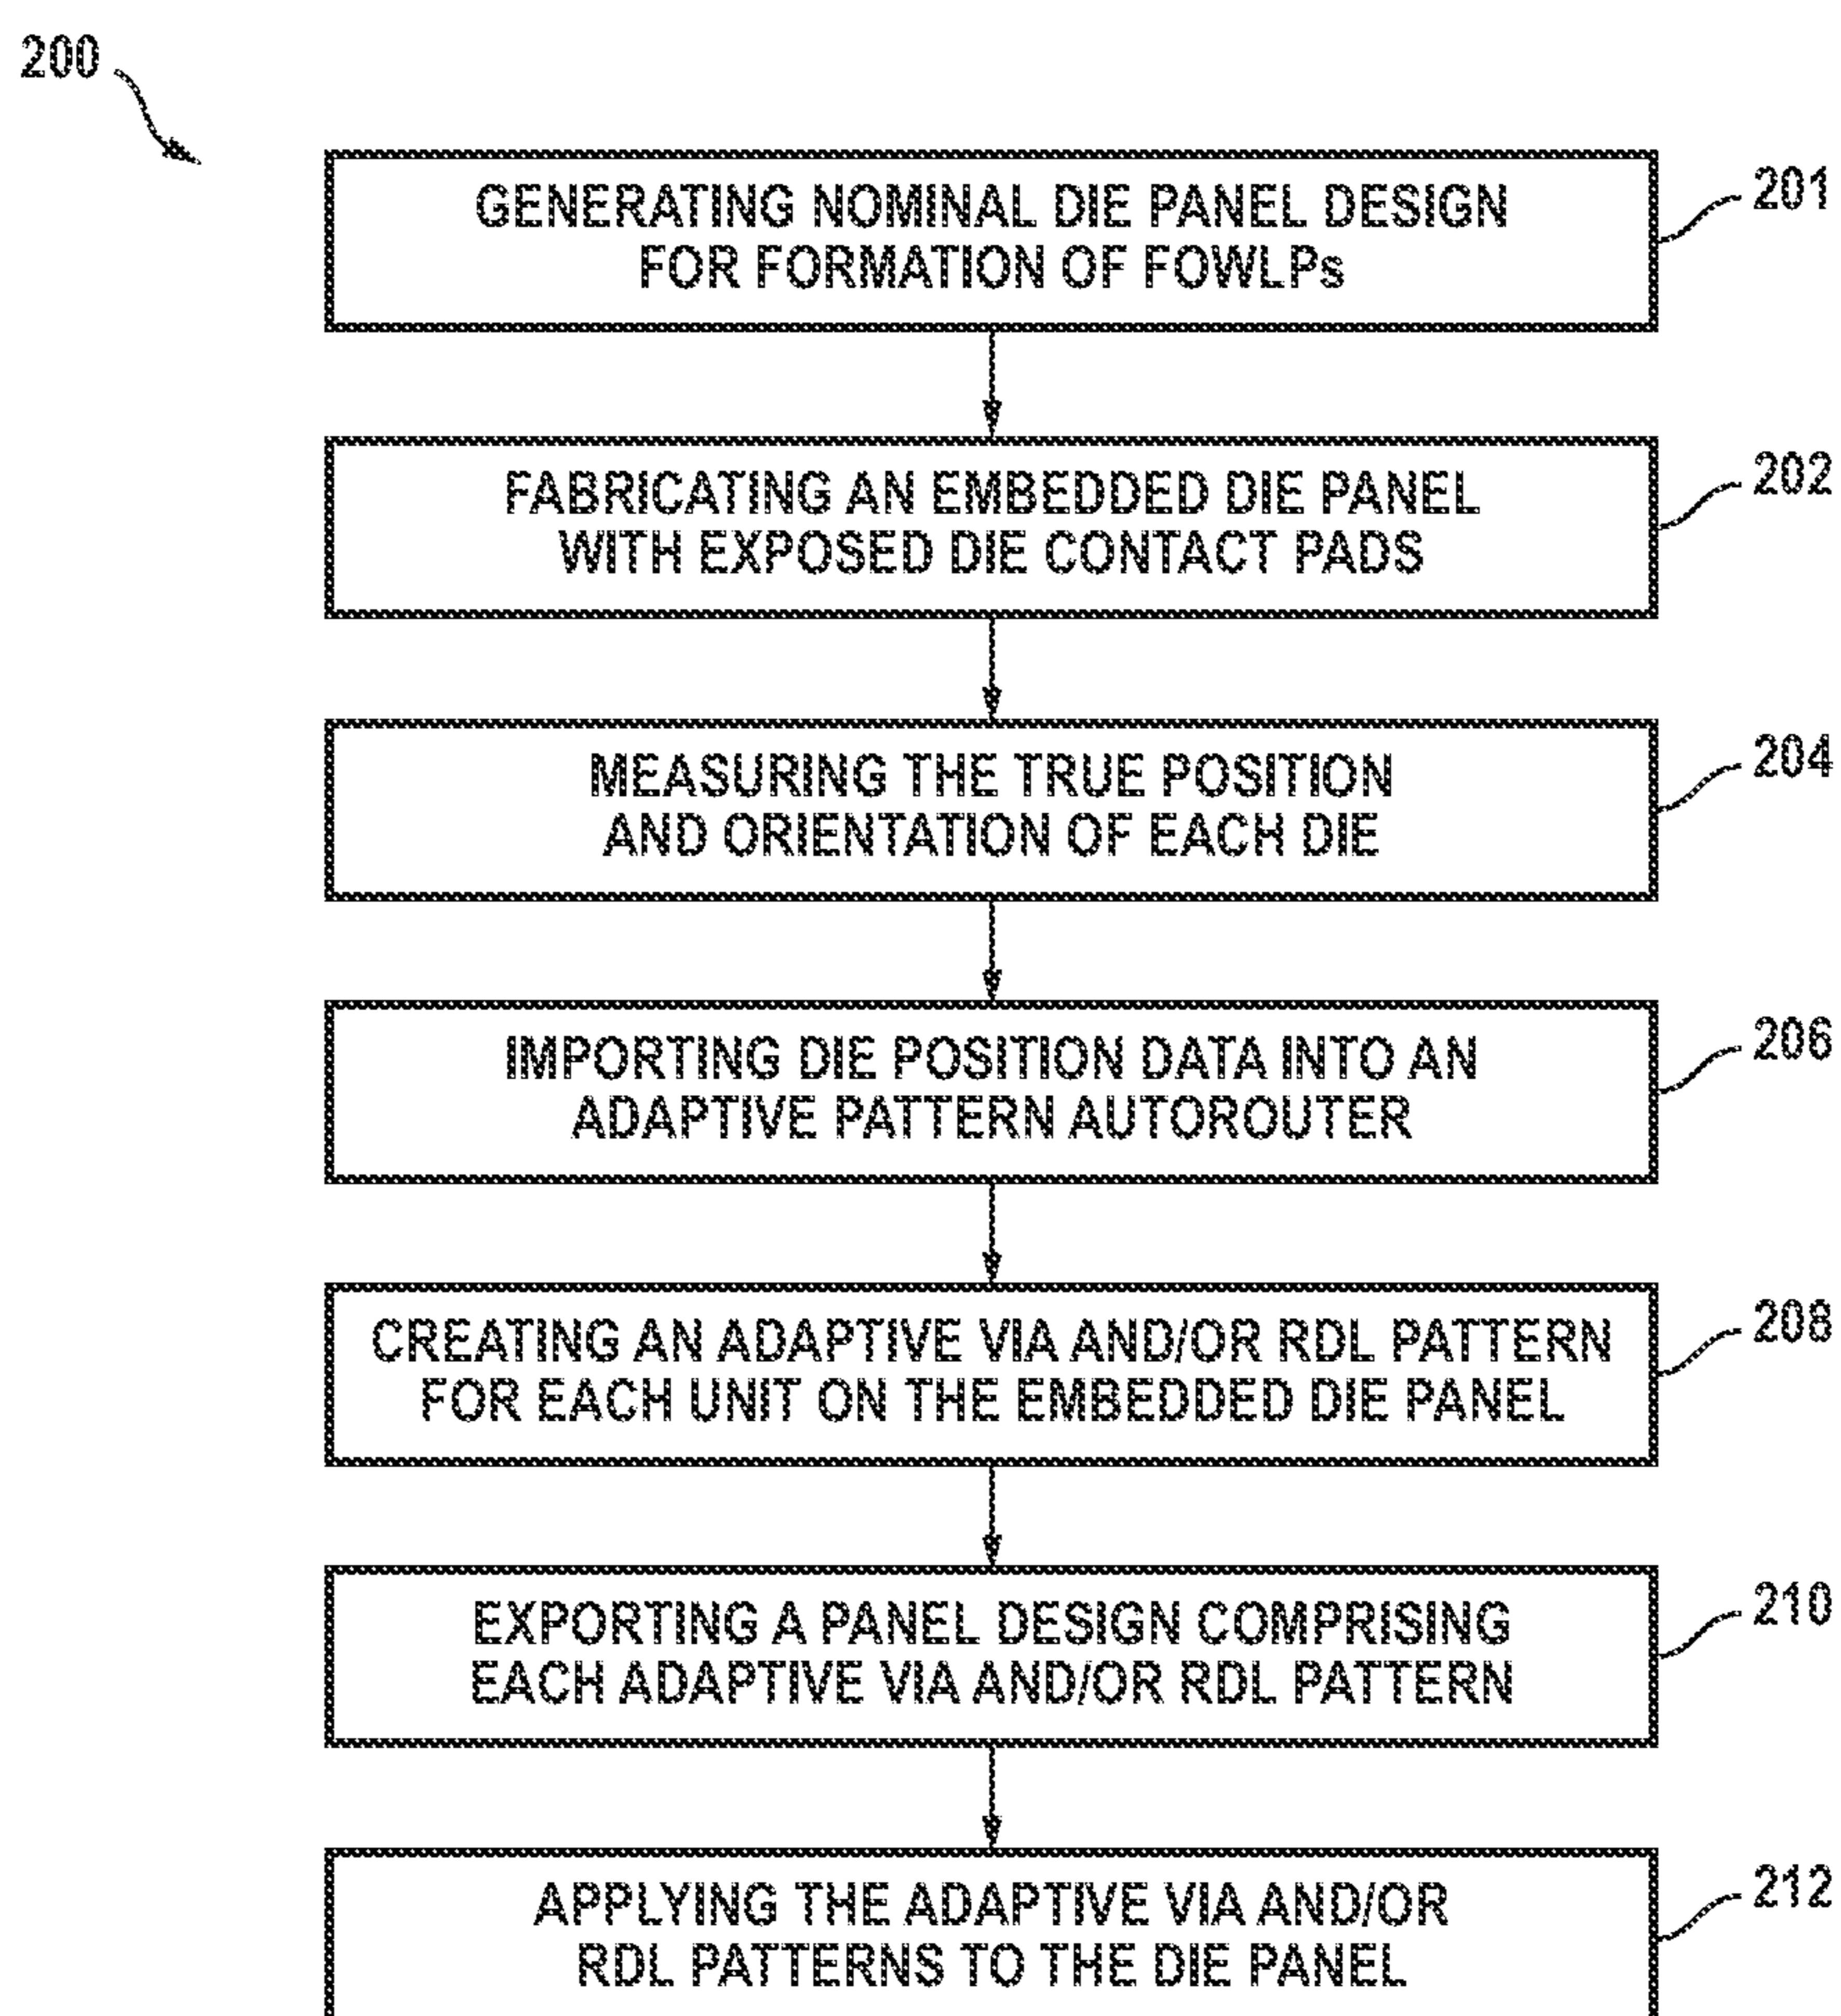 200
GENERATING NOMINAL DIE PANEL DESIGN
FOR FORMATION OF FOWLPs
201
FABRICATING AN EMBEDDED DIE PANEL
WITH EXPOSED DIE CONTACT PADS
202
MEASURING THE TRUE POSITION
AND ORIENTATION OF EACH DIE
204
IMPORTING DIE POSITION DATA INTO AN
ADAPTIVE PATTERN AUTOROUTER
206
CREATING AN ADAPTIVE VIA AND/OR RDL PATTERN
FOR EACH UNIT ON THE EMBEDDED DIE PANEL
208
EXPORTING A PANEL DESIGN COMPRISING
EACH ADAPTIVE VIA AND/OR RDL PATTERN
210
APPLYING THE ADAPTIVE VIA AND/OR
RDL PATTERNS TO THE DIE PANEL
212